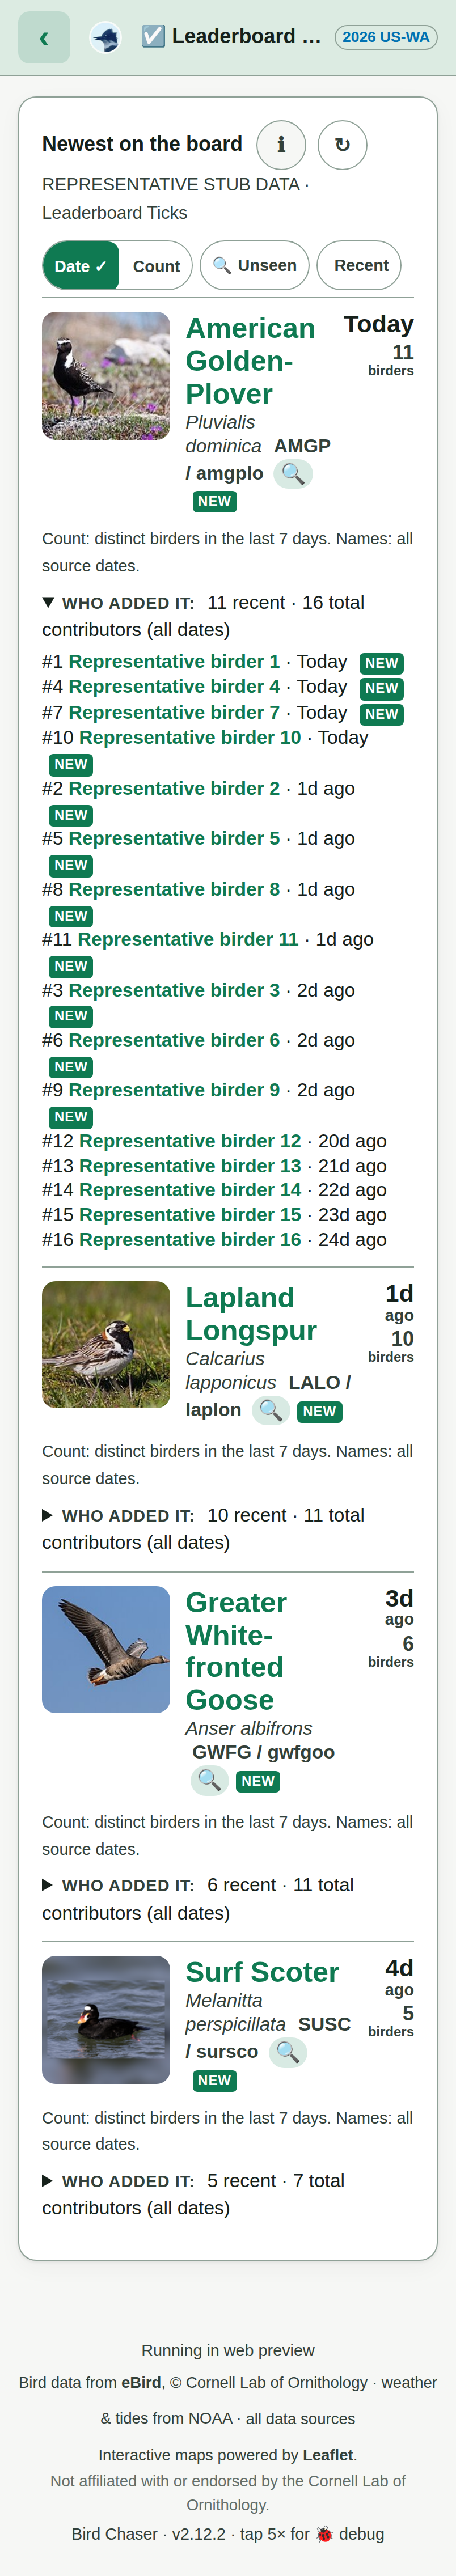 ‹ ☑️ Leaderboard … 2026 US-WA
Newest on the board ℹ ↻
REPRESENTATIVE STUB DATA ·
Leaderboard Ticks
Date ✓ Count 🔍 Unseen Recent
American Today
Golden- 11
Plover birders
Pluvialis
dominica AMGP
/ amgplo 🔍
NEW
Count: distinct birders in the last 7 days. Names: all
source dates.
▼ WHO ADDED IT: 11 recent · 16 total
contributors (all dates)
#1 Representative birder 1 · Today NEW
#4 Representative birder 4 · Today NEW
#7 Representative birder 7 · Today NEW
#10 Representative birder 10 · Today
NEW
#2 Representative birder 2 · 1d ago
NEW
#5 Representative birder 5 · 1d ago
NEW
#8 Representative birder 8 · 1d ago
NEW
#11 Representative birder 11 · 1d ago
NEW
#3 Representative birder 3 · 2d ago
NEW
#6 Representative birder 6 · 2d ago
NEW
#9 Representative birder 9 · 2d ago
NEW
#12 Representative birder 12 · 20d ago
#13 Representative birder 13 · 21d ago
#14 Representative birder 14 · 22d ago
#15 Representative birder 15 · 23d ago
#16 Representative birder 16 · 24d ago
Lapland 1d
ago
Longspur 10
birders
Calcarius
lapponicus LALO /
laplon 🔍 NEW
Count: distinct birders in the last 7 days. Names: all
source dates.
▶ WHO ADDED IT: 10 recent · 11 total
contributors (all dates)
Greater 3d
ago
White- 6
fronted birders
Goose
Anser albifrons
GWFG / gwfgoo
🔍 NEW
Count: distinct birders in the last 7 days. Names: all
source dates.
▶ WHO ADDED IT: 6 recent · 11 total
contributors (all dates)
Surf Scoter 4d
ago
Melanitta 5
perspicillata SUSC birders
/ sursco 🔍
NEW
Count: distinct birders in the last 7 days. Names: all
source dates.
▶ WHO ADDED IT: 5 recent · 7 total
contributors (all dates)
Running in web preview
Bird data from eBird, © Cornell Lab of Ornithology · weather
& tides from NOAA · all data sources
Interactive maps powered by Leaflet.
Not affiliated with or endorsed by the Cornell Lab of
Ornithology.
Bird Chaser · v2.12.2 · tap 5× for 🐞 debug